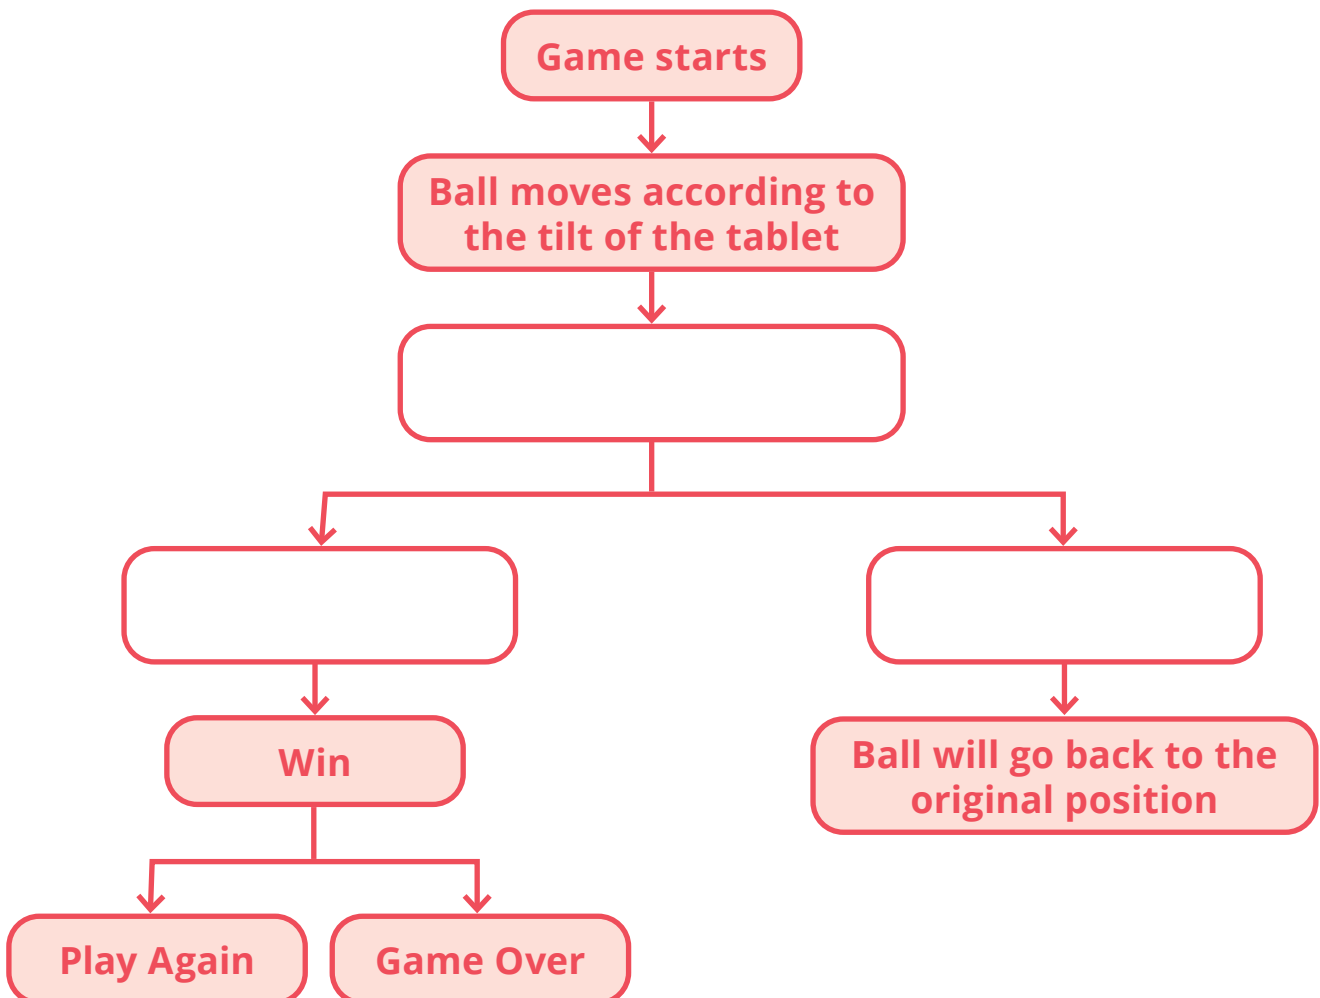 Game starts
Ball moves according to
the tilt of the tablet
Win
Ball will go back to the
original position
Play Again
Game Over